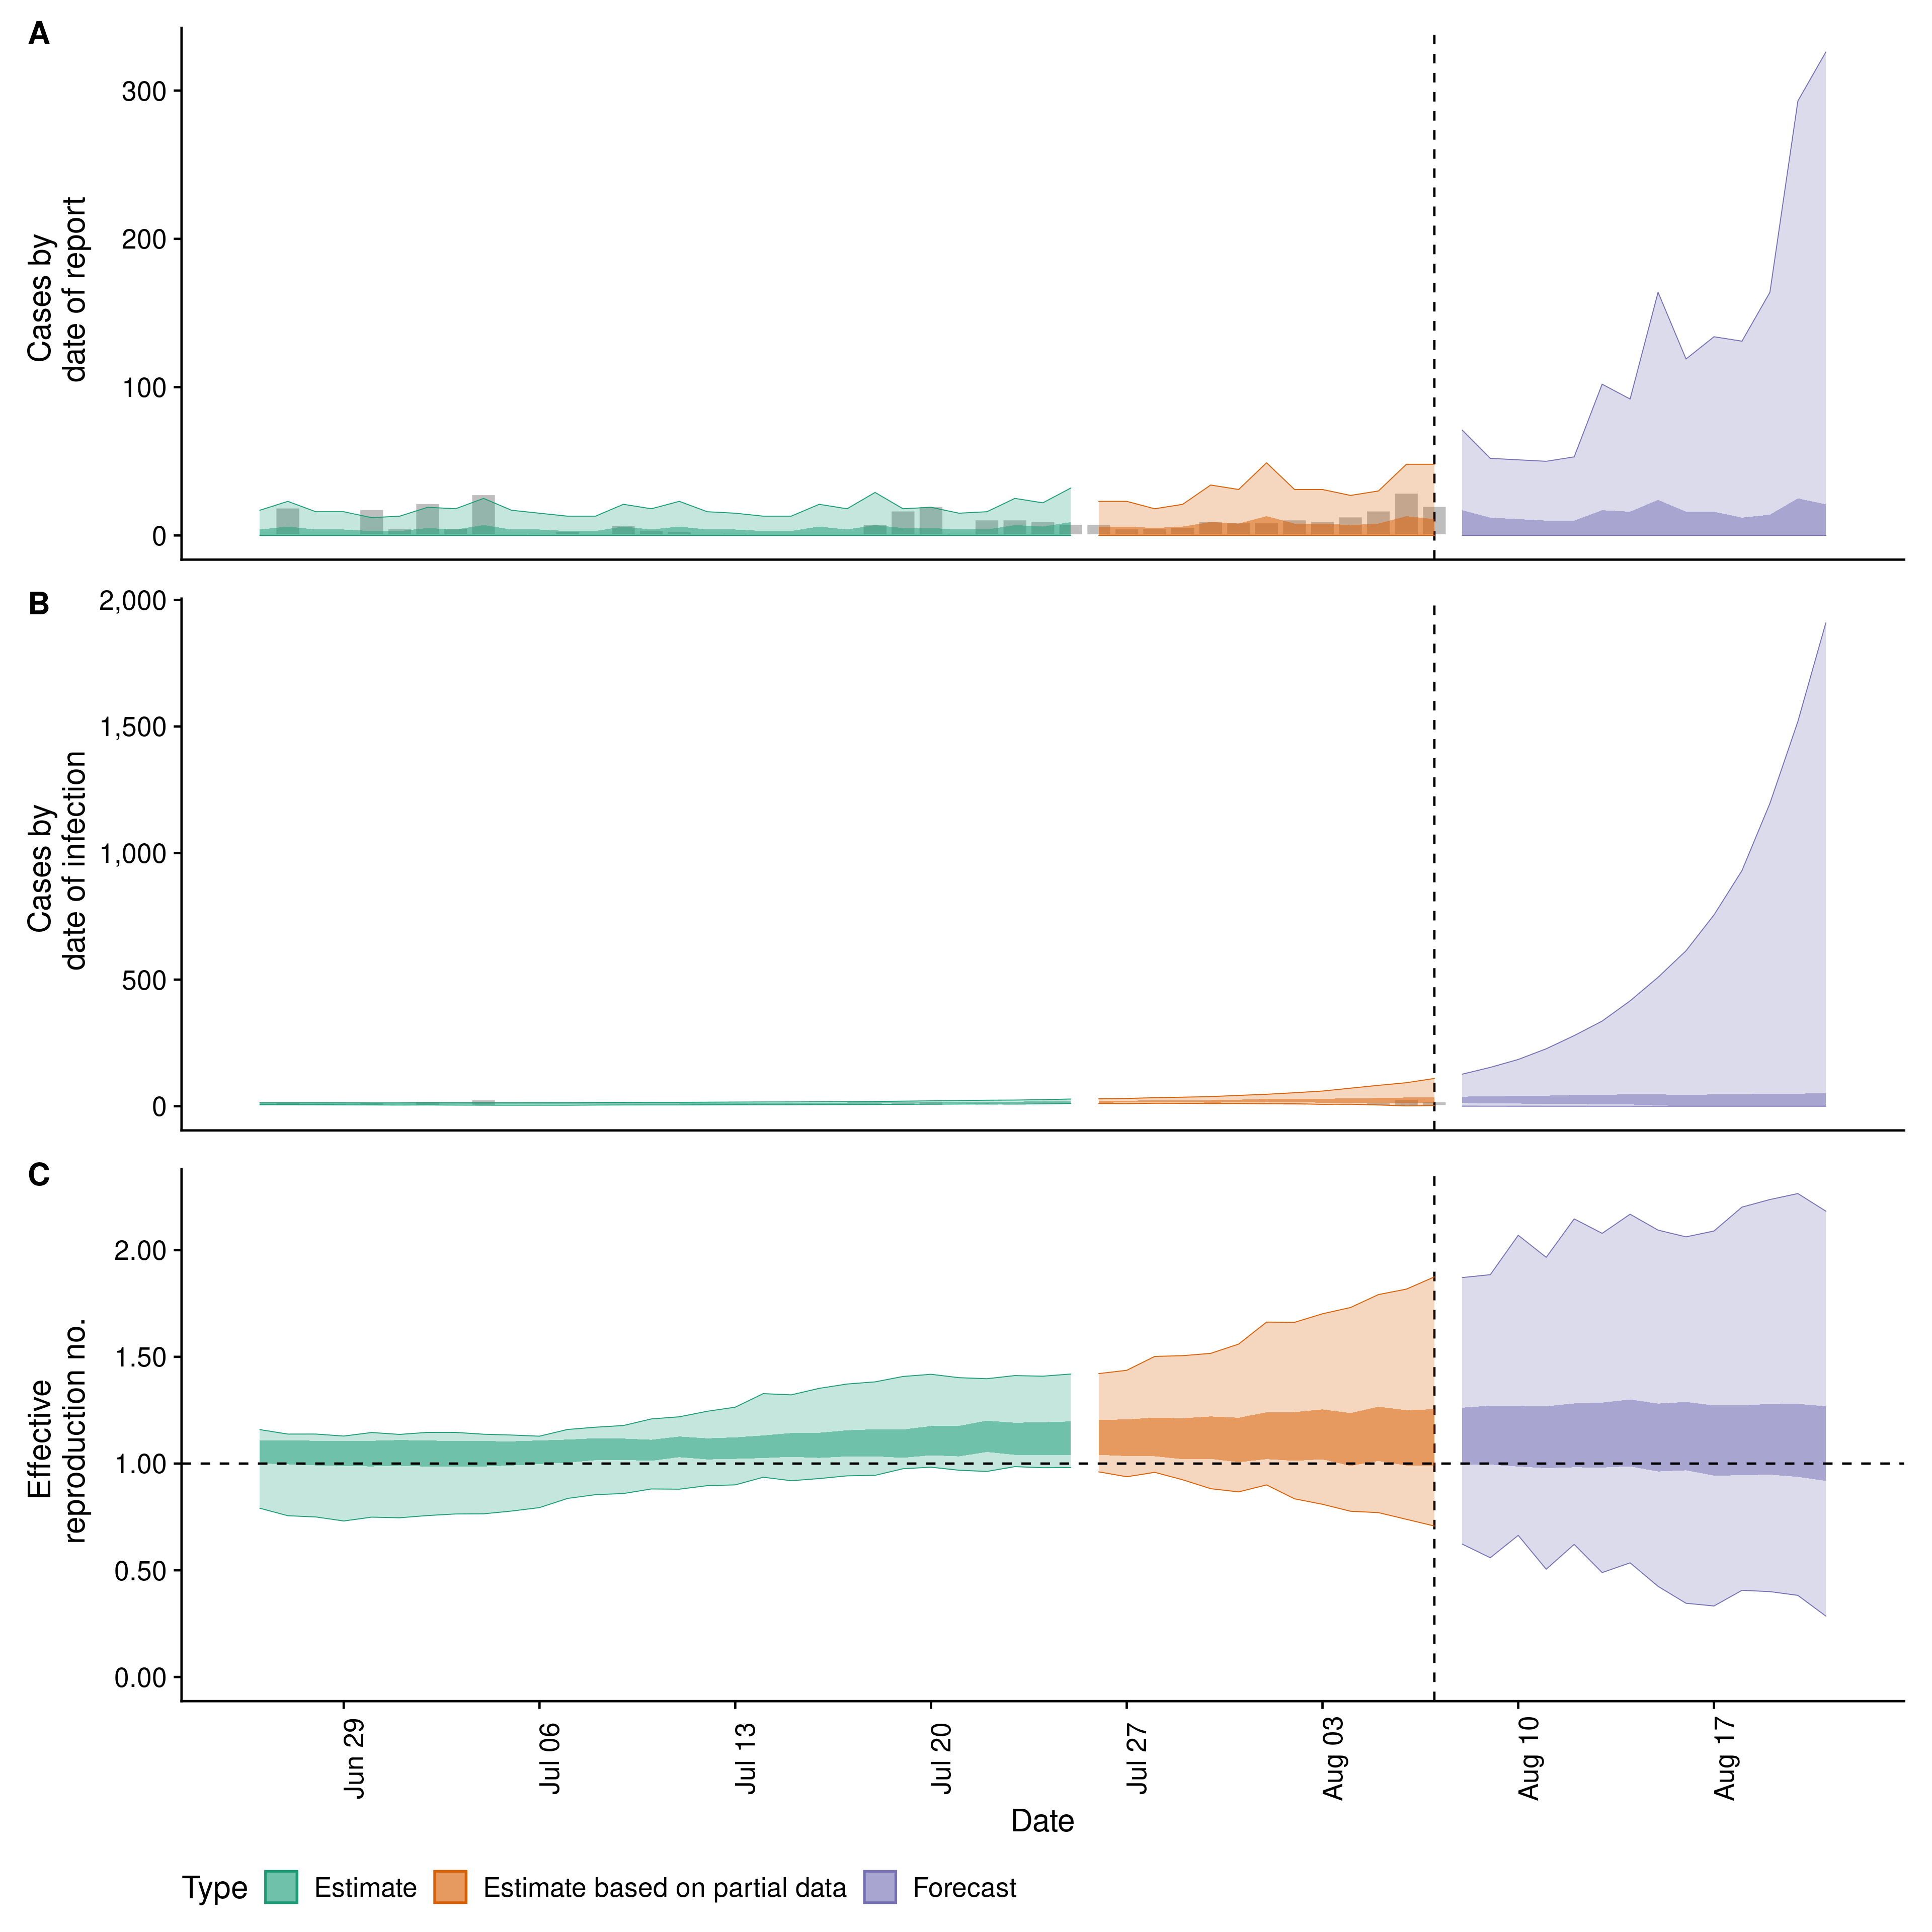 A
300
200
100
0
Cases by
date of report
B
2,000
1,500
1,000
500
0
Cases by
date of infection
C
2.00
1.50
1.00
0.50
0.00
Effective
reproduction no.
Jun 29
Jul 06
Jul 13
Jul 20
Jul 27
Aug 03
Aug 10
Aug 17
Date
Type Estimate Estimate based on partial data Forecast